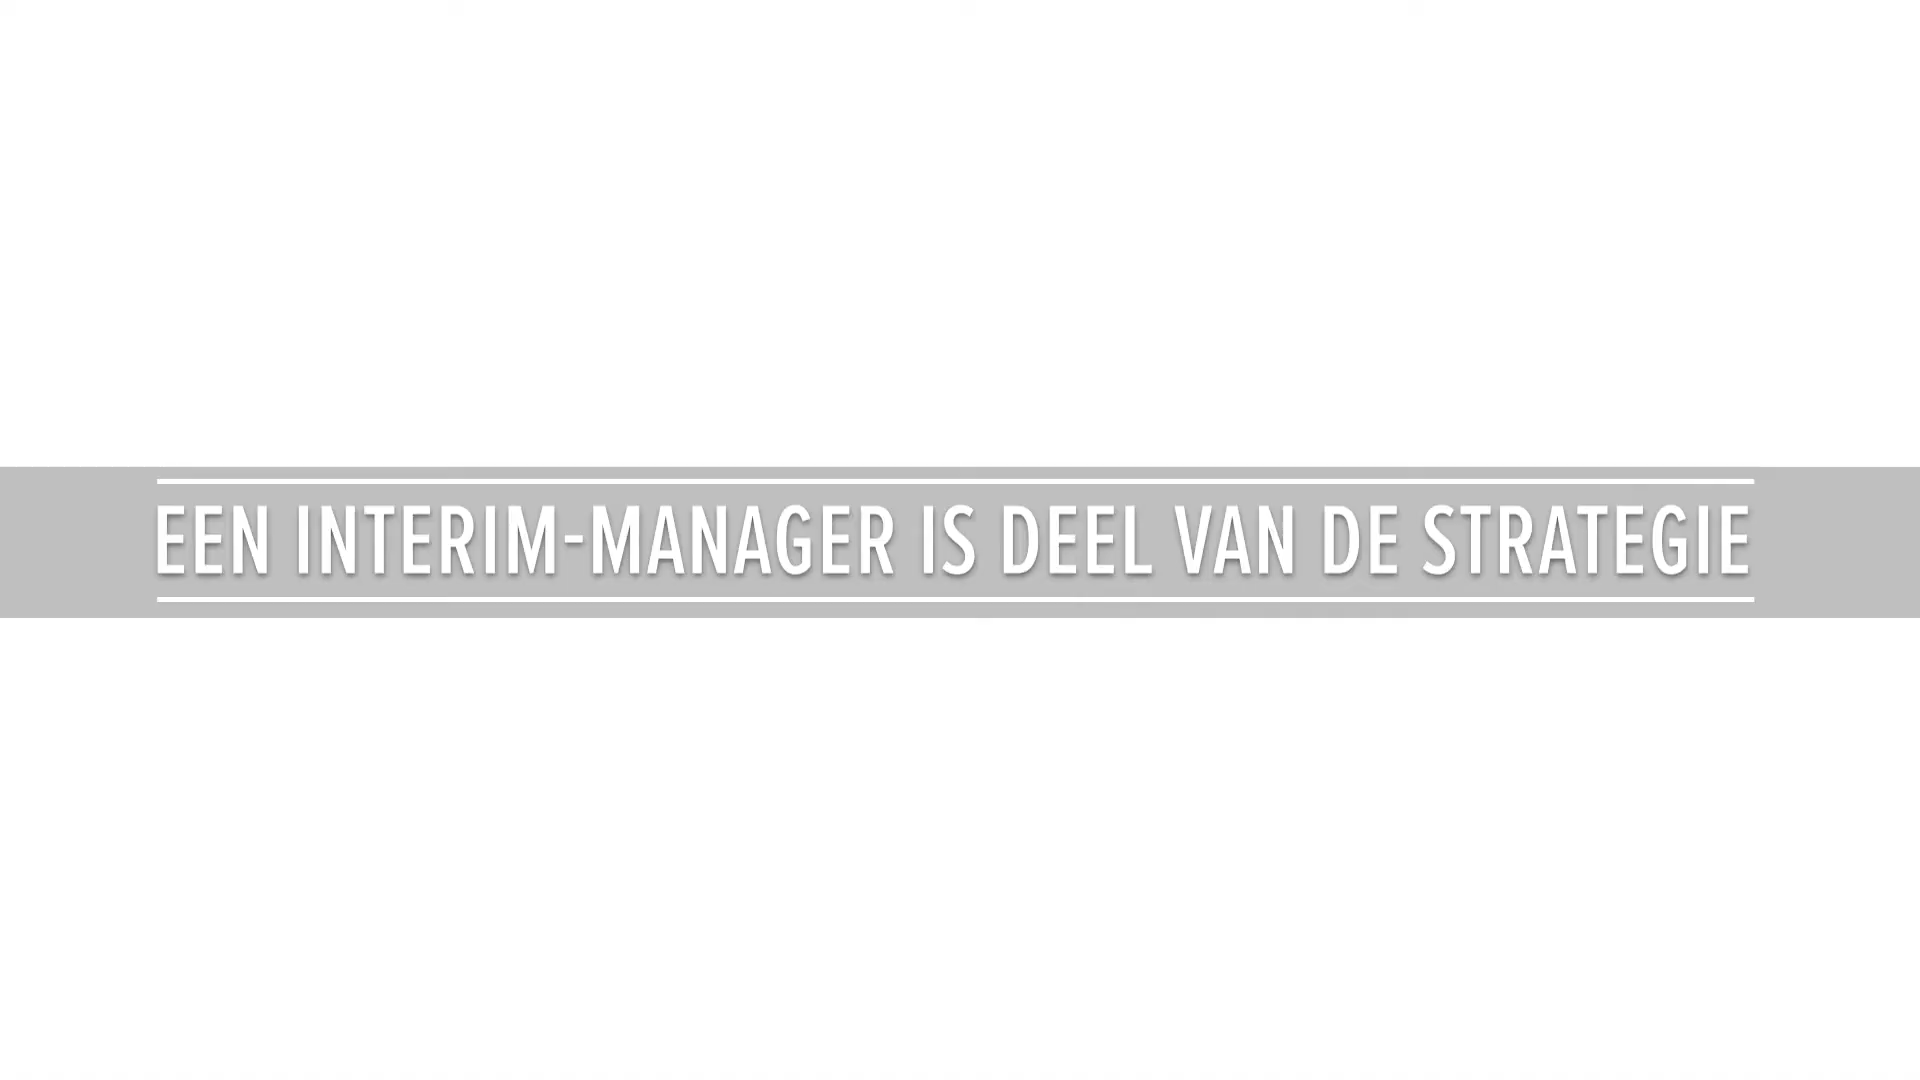 EEN INTERIM-MANAGER IS DEEL VAN DE STRATEGIE